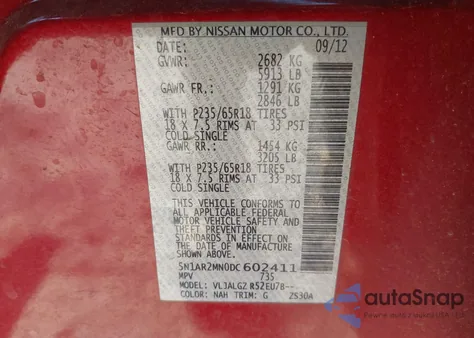 MFD BY NISSAN MOTOR CO., LTD.
DATE: 09/12
GVWR: 2682 KG
5913 LB
GAWR FR.: 1291 KG
2846 LB
WITH P235/65R18 TIRES
18 X 7.5 RIMS AT 33 PSI
COLD SINGLE
GAWR RR.: 1454 KG
3205 LB
WITH P235/65R18 TIRES
18 X 7.5 RIMS AT 33 PSI
COLD SINGLE
THIS VEHICLE CONFORMS TO
ALL APPLICABLE FEDERAL
MOTOR VEHICLE SAFETY AND
THEFT PREVENTION
STANDARDS IN EFFECT ON
THE DATE OF MANUFACTURE
SHOWN ABOVE.
5N1AR2MN0DC602411
MPV 735
MODEL: VLJALGZ R52EU7B--
COLOR: NAH TRIM: G 2S30A
autoSnap